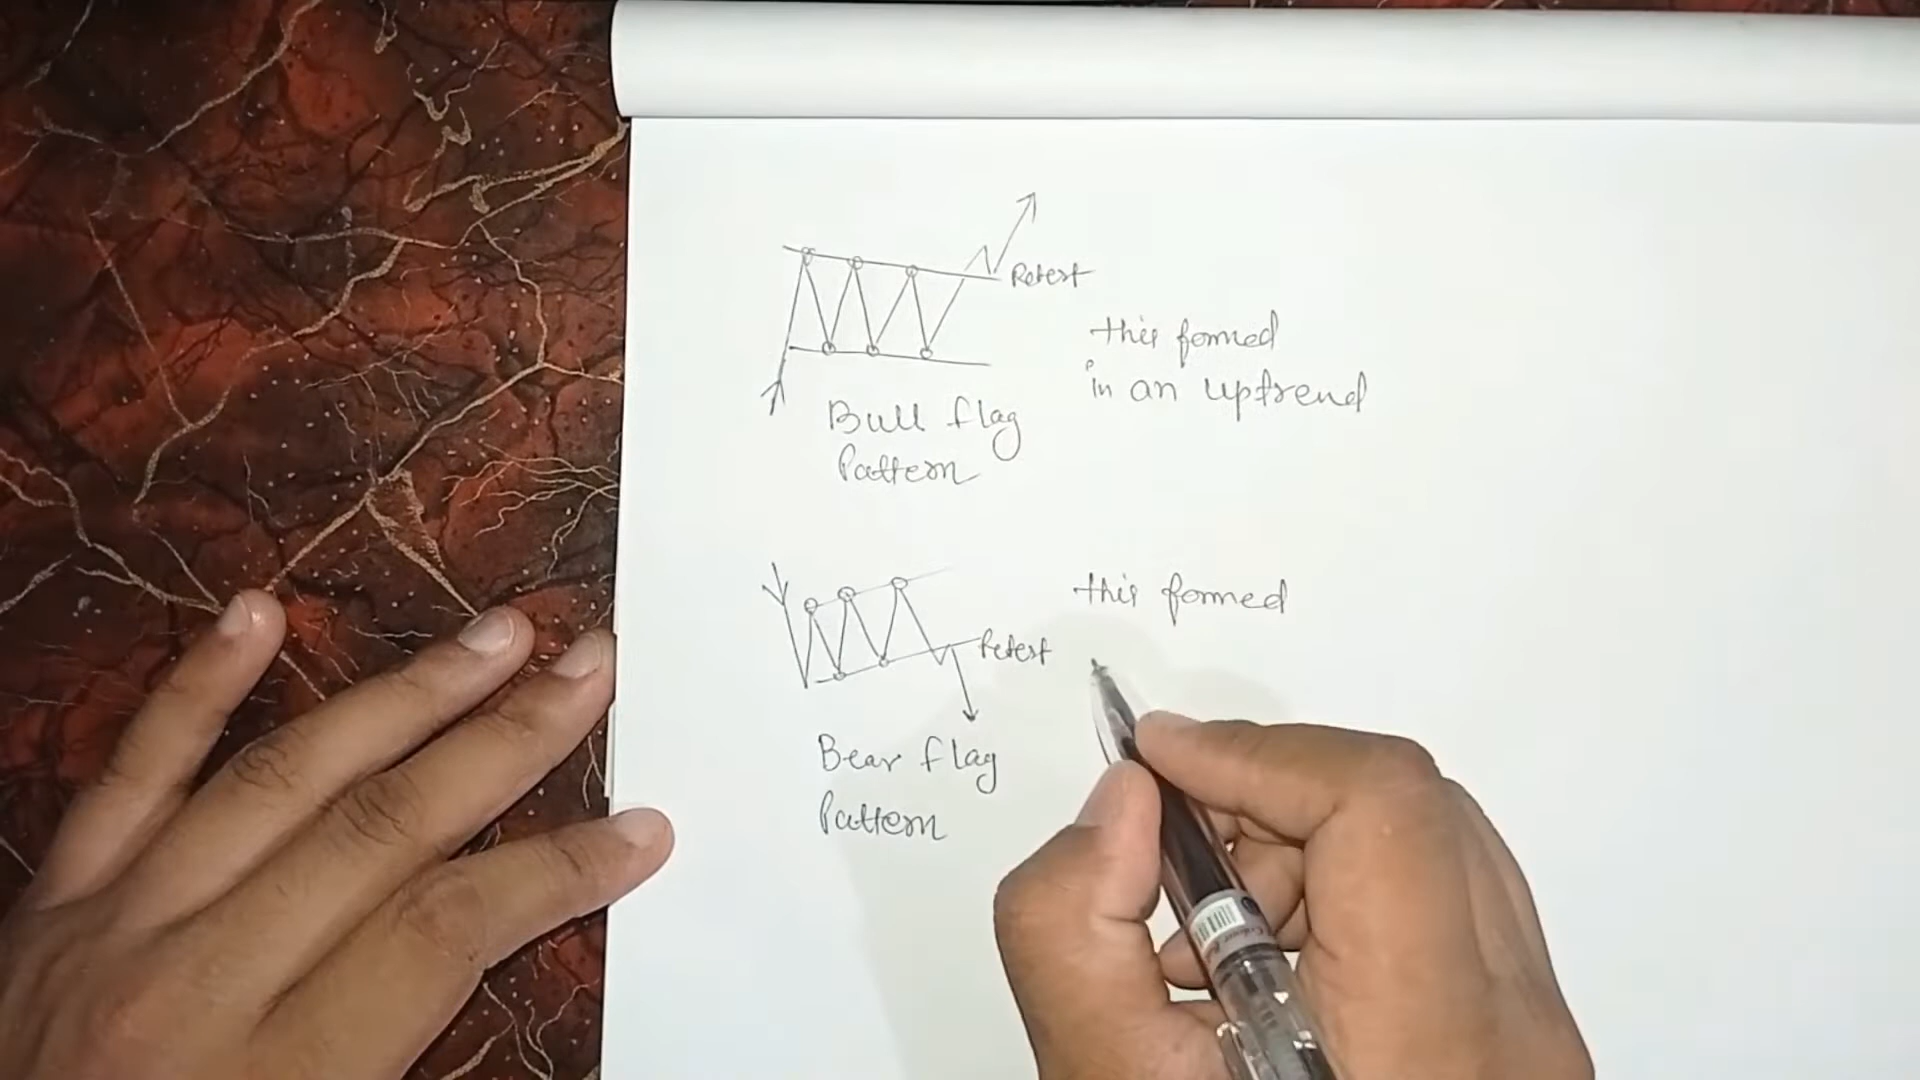 Retest
this formed
in an uptrend
Bull flag
Pattern
this formed
Retest
Bear flag
Pattern